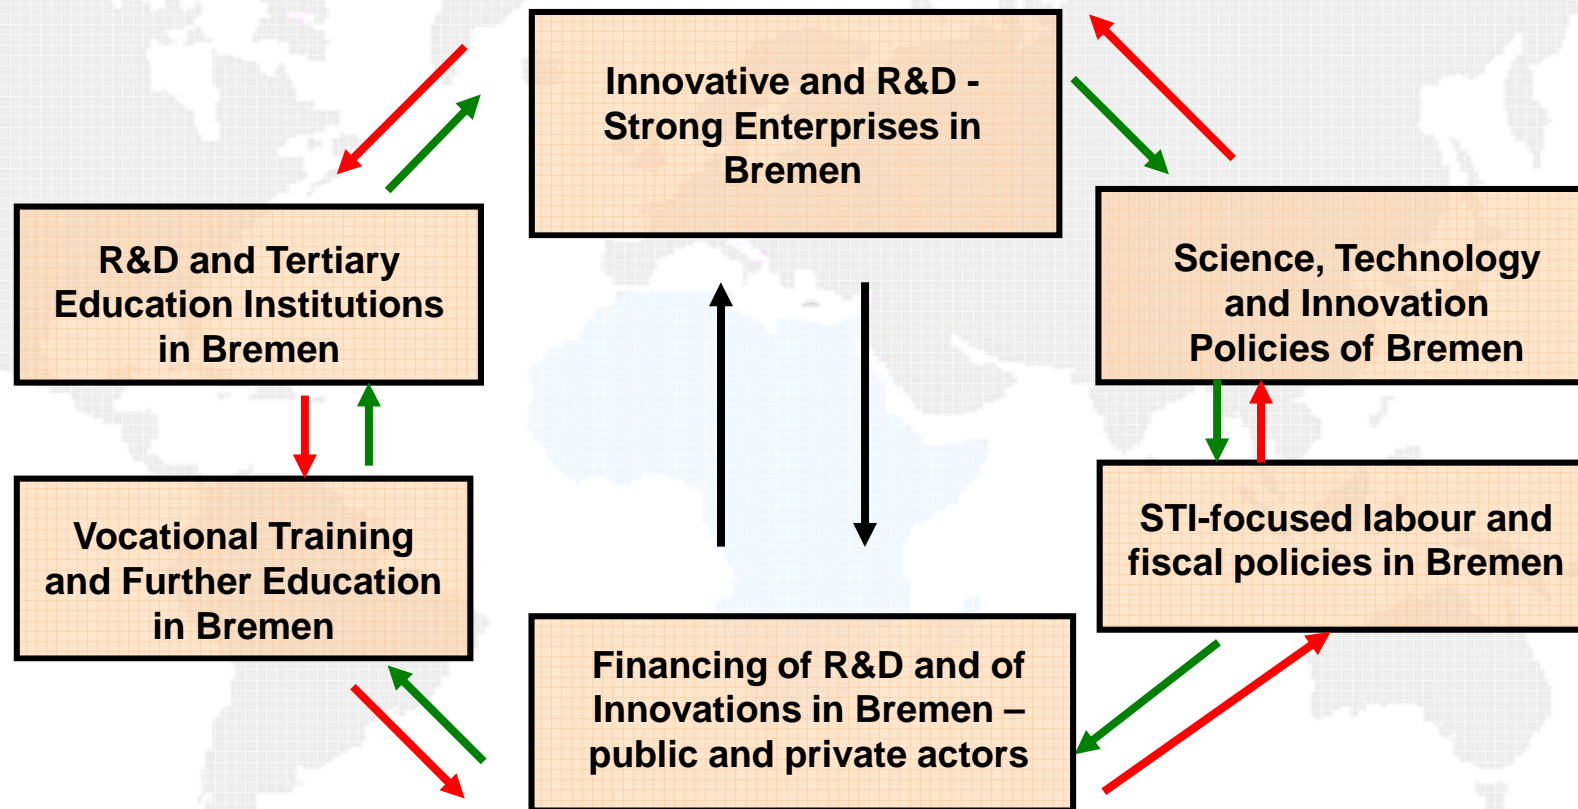 Innovative and R&D -
Strong Enterprises in
Bremen
R&D and Tertiary
Education Institutions
in Bremen
Science, Technology
and Innovation
Policies of Bremen
Vocational Training
and Further Education
in Bremen
STI-focused labour and
fiscal policies in Bremen
Financing of R&D and of
Innovations in Bremen –
public and private actors